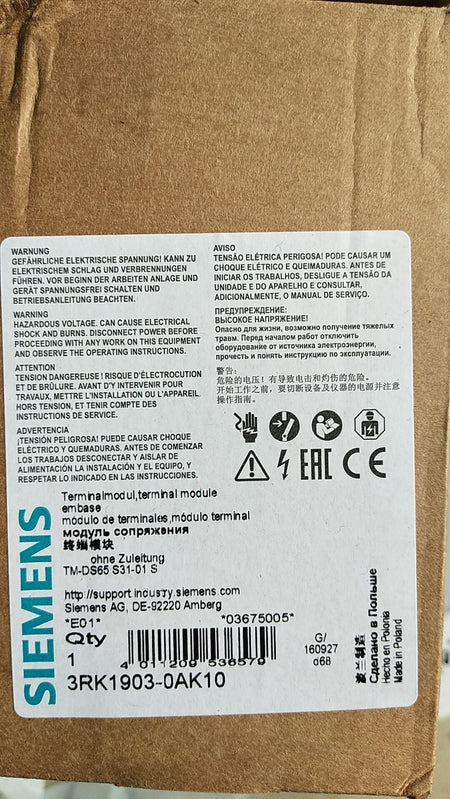 WARNUNG
GEFÄHRLICHE ELEKTRISCHE SPANNUNG! KANN ZU
ELEKTRISCHEM SCHLAG UND VERBRENNUNGEN
FÜHREN. VOR BEGINN DER ARBEITEN ANLAGE UND
GERÄT SPANNUNGSFREI SCHALTEN UND
BETRIEBSANLEITUNG BEACHTEN.
WARNING
HAZARDOUS VOLTAGE. CAN CAUSE ELECTRICAL
SHOCK AND BURNS. DISCONNECT POWER BEFORE
PROCEEDING WITH ANY WORK ON THIS EQUIPMENT
AND OBSERVE THE OPERATING INSTRUCTIONS.
ATTENTION
TENSION DANGEREUSE ! RISQUE D'ÉLECTROCUTION
ET DE BRÛLURE. AVANT D'Y INTERVENIR POUR
TRAVAUX, METTRE L'INSTALLATION OU L'APPAREIL
HORS TENSION, ET TENIR COMPTE DES
INSTRUCTIONS DE SERVICE.
ADVERTENCIA
¡TENSIÓN PELIGROSA! PUEDE CAUSAR CHOQUE
ELÉCTRICO Y QUEMADURAS. ANTES DE COMENZAR
LOS TRABAJOS DESCONECTAR Y AISLAR DE
ALIMENTACIÓN LA INSTALACIÓN Y EL EQUIPO, Y
RESPETAR LO INDICADO EN LAS INSTRUCCIONES.
AVISO
TENSÃO ELÉTRICA PERIGOSA! PODE CAUSAR UM
CHOQUE ELÉTRICO E QUEIMADURAS. ANTES DE
INICIAR OS TRABALHOS, DESLIGUE A TENSÃO DA
UNIDADE E DO APARELHO E CONSULTAR,
ADICIONALMENTE, O MANUAL DE SERVIÇO.
ПРЕДУПРЕЖДЕНИЕ:
ВЫСОКОЕ НАПРЯЖЕНИЕ!
Опасно для жизни, возможно получение тяжелых
травм. Перед началом работ отключить
оборудование от источника электроэнергии,
прочесть и понять инструкцию по эксплуатации.
警告:
危险的电压! 有导致电击和灼伤的危险。
开始工作之前, 要切断设备及仪器的电源并注意
操作指南。
EAC CE
SIEMENS
Terminalmodul,terminal module
embase
módulo de terminales,módulo terminal
модуль сопряжения
终端模块
ohne Zuleitung
TM-DS65 S31-01 S
http://support.industry.siemens.com
Siemens AG, DE-92220 Amberg
*E01* *03675005*
Qty
1
4 011209 536579
3RK1903-0AK10
G/
160927
d68
波兰制造
Сделано в Польше
Hecho en Polonia
Made in Poland